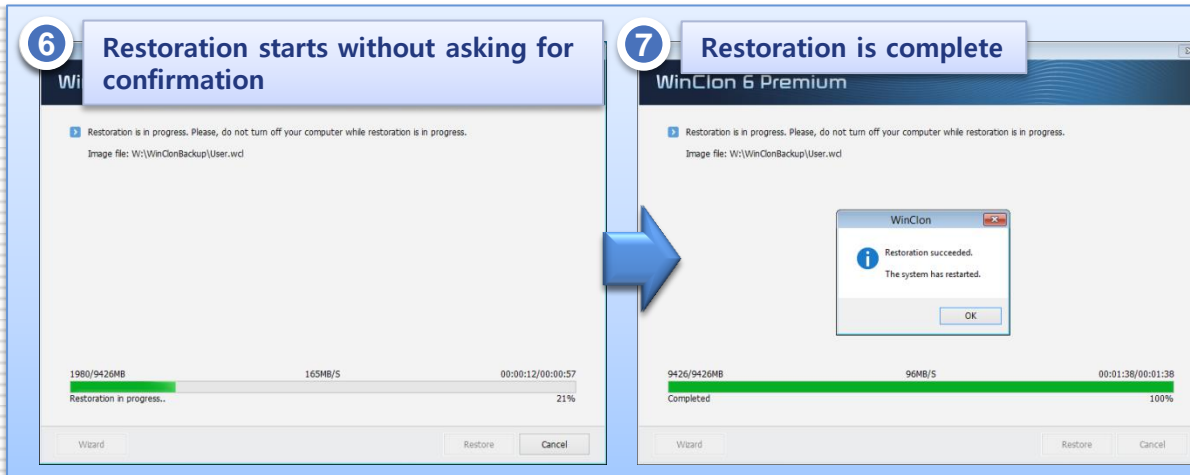 6
Restoration starts without asking for
confirmation
Wi
Restoration is in progress. Please, do not turn off your computer while restoration is in progress.
Image file: W:\WinClonBackup\User.wcl
1980/9426MB 165MB/S 00:00:12/00:00:57
Restoration in progress.. 21%
Wizard Restore Cancel
7
Restoration is complete
WinClon 6 Premium
Restoration is in progress. Please, do not turn off your computer while restoration is in progress.
Image file: W:\WinClonBackup\User.wcl
WinClon
Restoration succeeded.
The system has restarted.
OK
9426/9426MB 96MB/S 00:01:38/00:01:38
Completed 100%
Wizard Restore Cancel